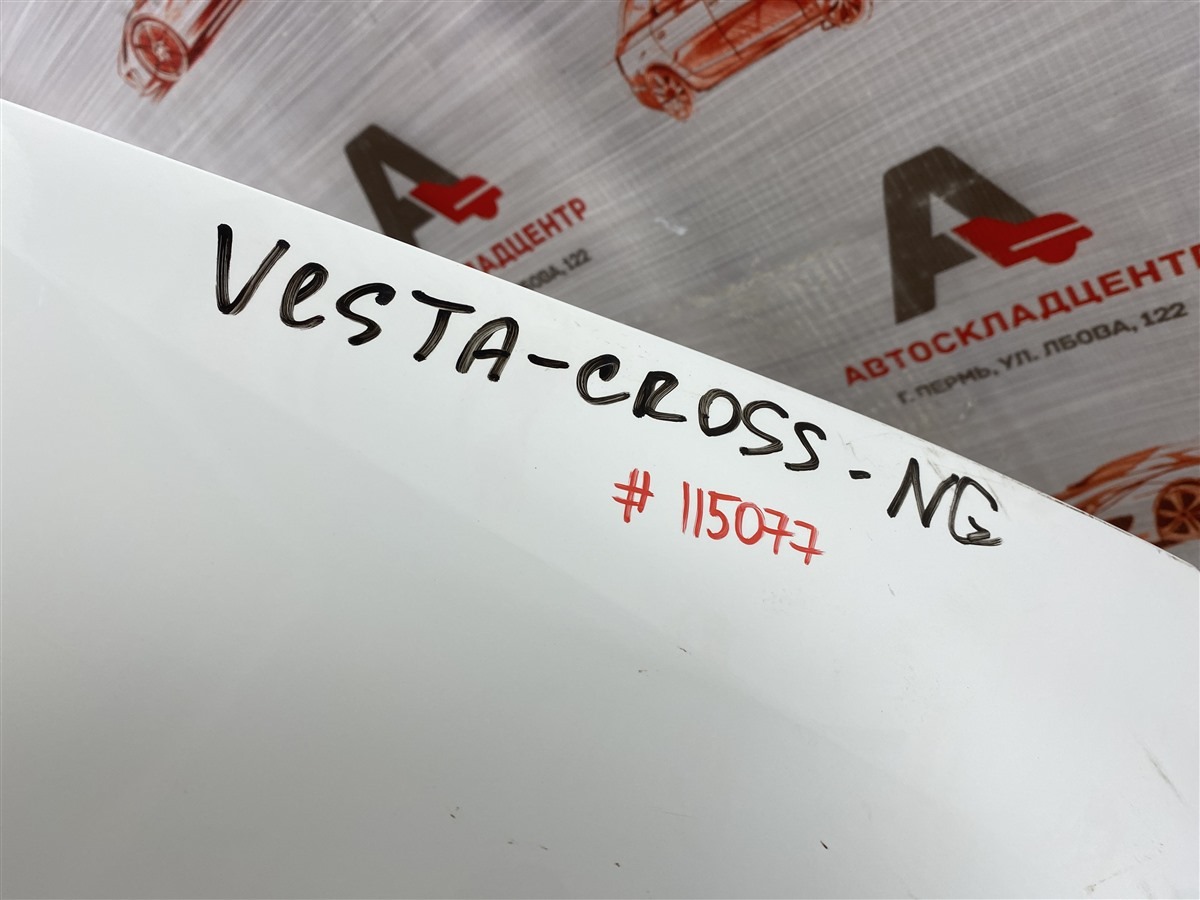 АВТОСКЛАДЦЕНТР
Г. ПЕРМЬ, УЛ. ЛБОВА, 122
VeSTA-CROSS-NG
# 115077